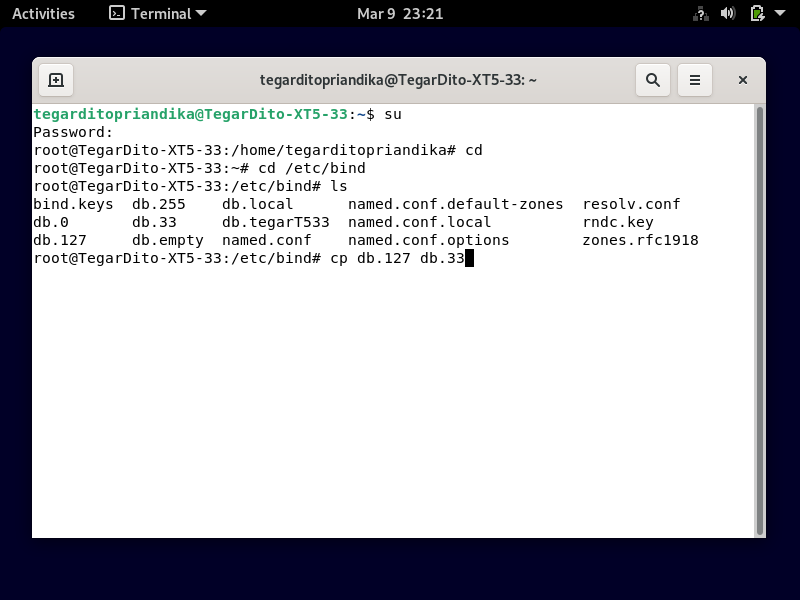 Activities Terminal Mar 9 23:21
tegarditopriandika@TegarDito-XT5-33: ~
tegarditopriandika@TegarDito-XT5-33:~$ su
Password:
root@TegarDito-XT5-33:/home/tegarditopriandika# cd
root@TegarDito-XT5-33:~# cd /etc/bind
root@TegarDito-XT5-33:/etc/bind# ls
bind.keys db.255 db.local named.conf.default-zones resolv.conf
db.0 db.33 db.tegarT533 named.conf.local rndc.key
db.127 db.empty named.conf named.conf.options zones.rfc1918
root@TegarDito-XT5-33:/etc/bind# cp db.127 db.33